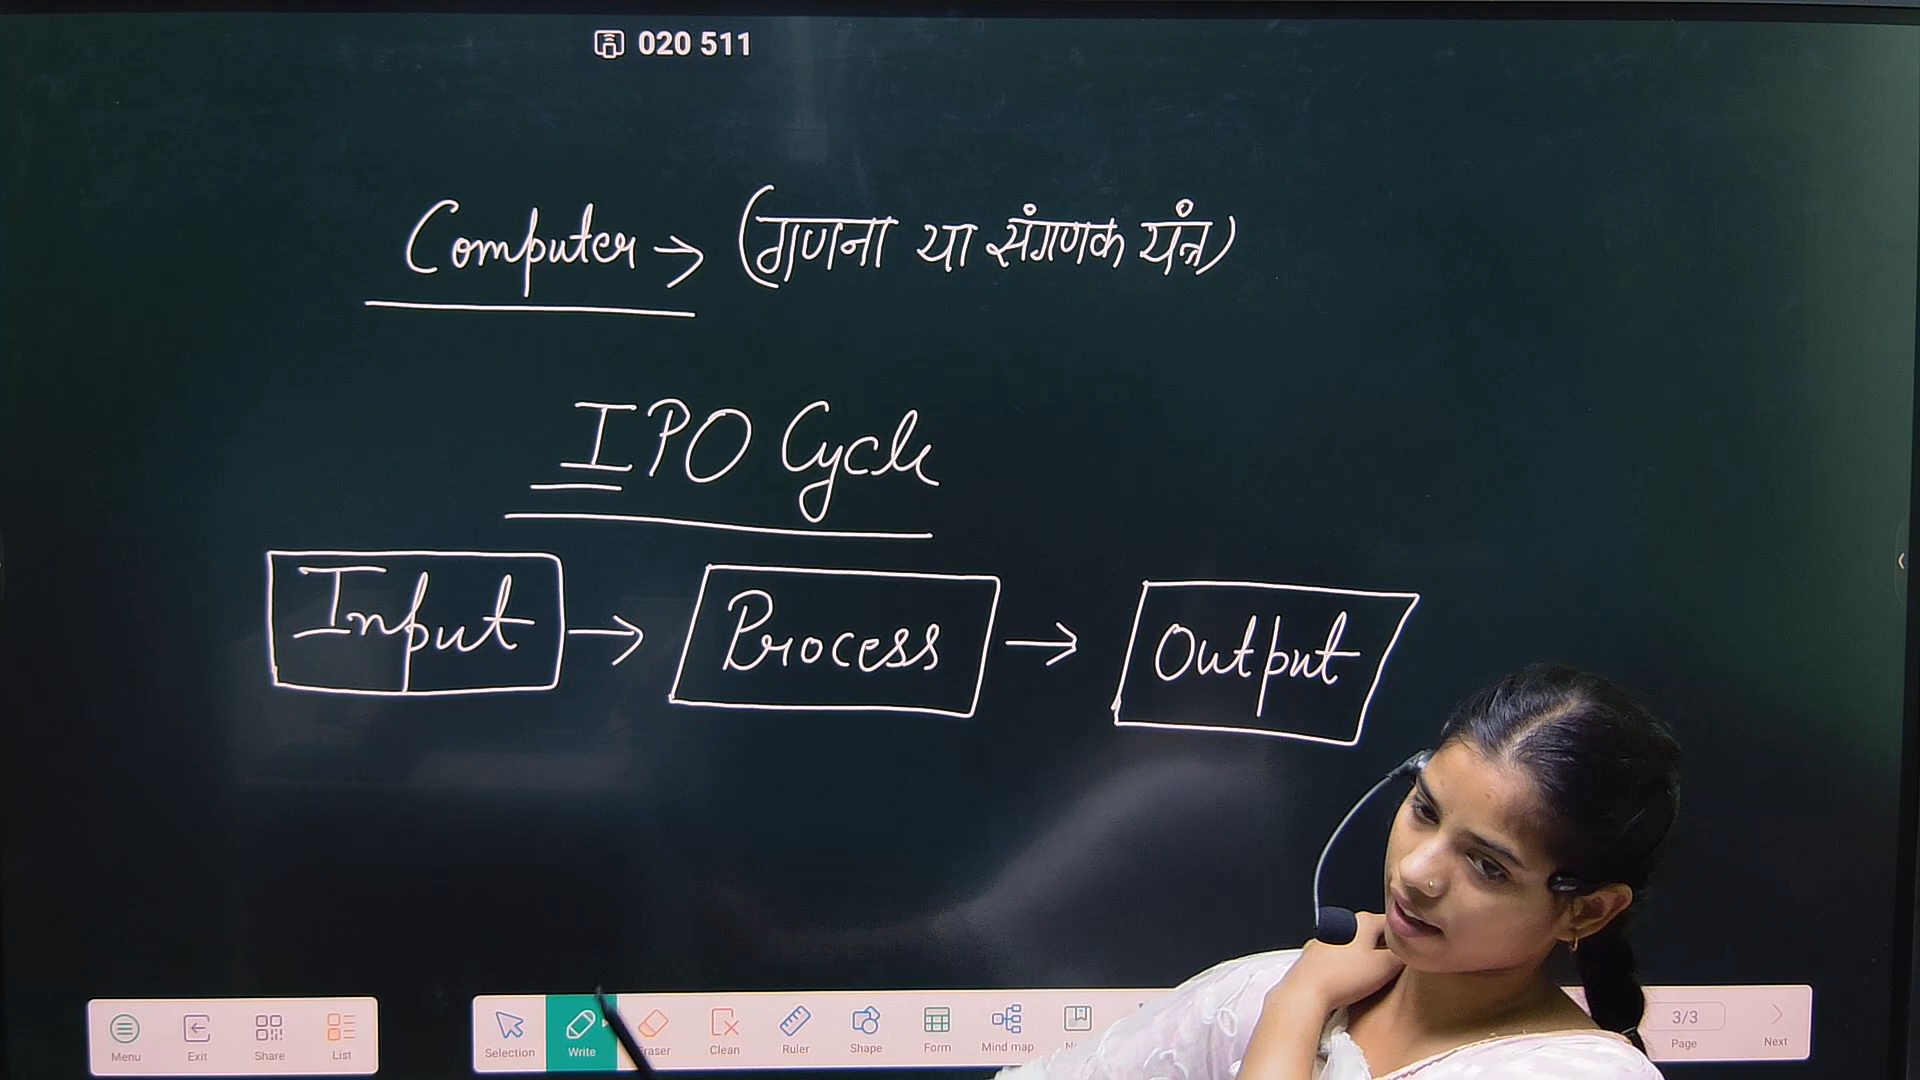 020 511
Computer → (गणना या संगणक यंत्र)
IPO Cycle
Input → Process → Output
Menu Exit Share List Selection Write Eraser Clean Ruler Shape Form Mind map 3/3 Page Next